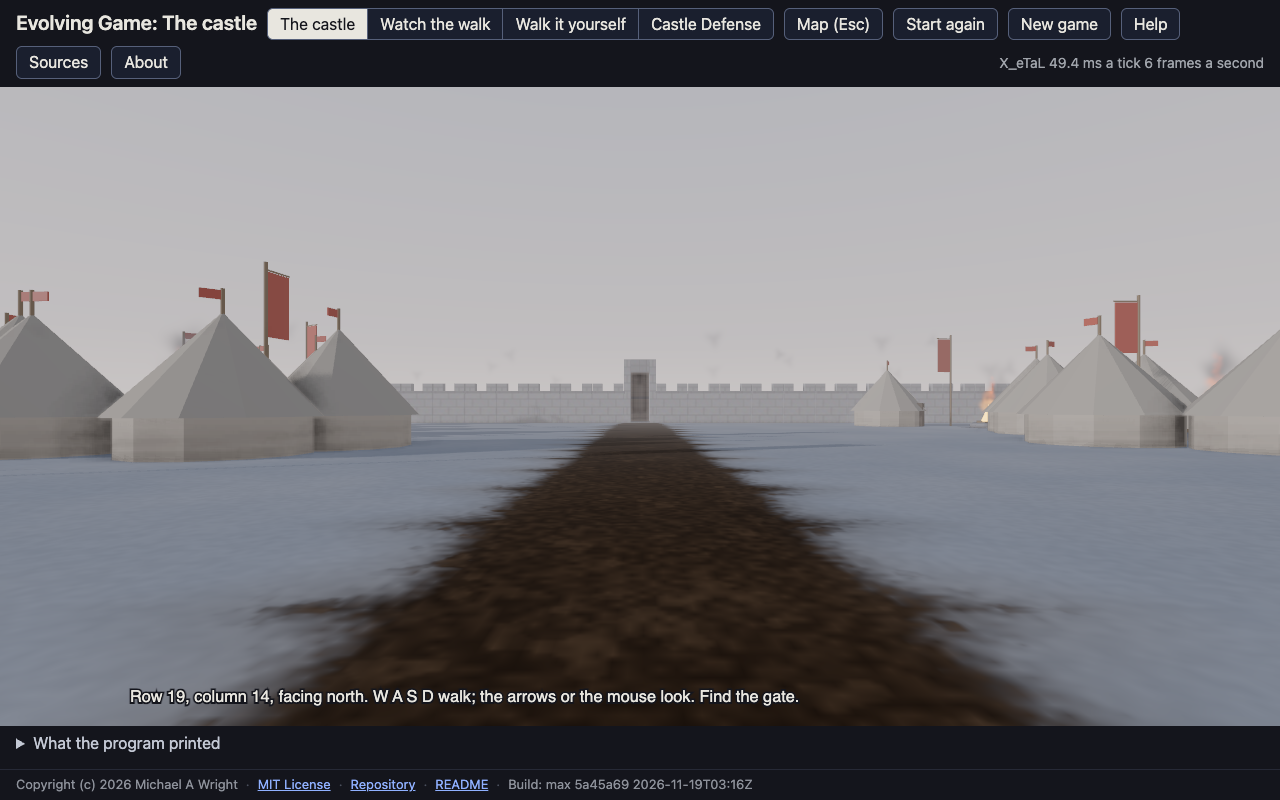 Evolving Game: The castle The castle Watch the walk Walk it yourself Castle Defense Map (Esc) Start again New game Help
Sources About X_eTaL 49.4 ms a tick 6 frames a second
Row 19, column 14, facing north. W A S D walk; the arrows or the mouse look. Find the gate.
▶ What the program printed
Copyright (c) 2026 Michael A Wright · MIT License · Repository · README · Build: max 5a45a69 2026-11-19T03:16Z